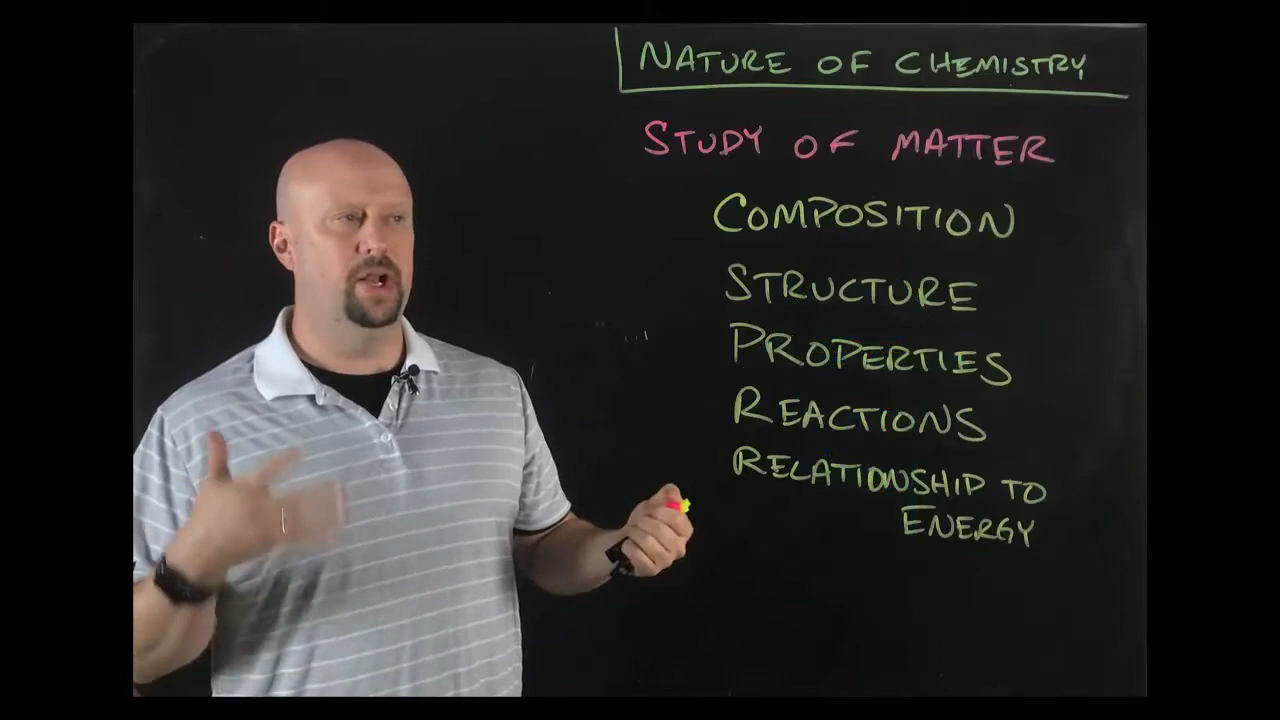 NATURE OF CHEMISTRY
STUDY OF MATTER
COMPOSITION
STRUCTURE
PROPERTIES
REACTIONS
RELATIONSHIP TO
ENERGY